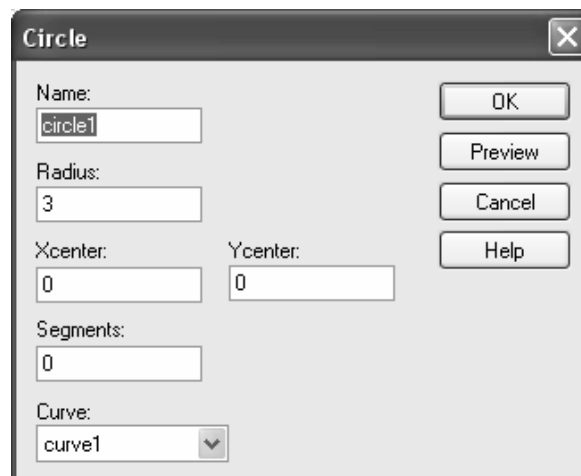 Circle
Name:
circle1
OK
Preview
Radius:
3
Cancel
Xcenter:
Ycenter:
Help
0
0
Segments:
0
Curve:
curve1